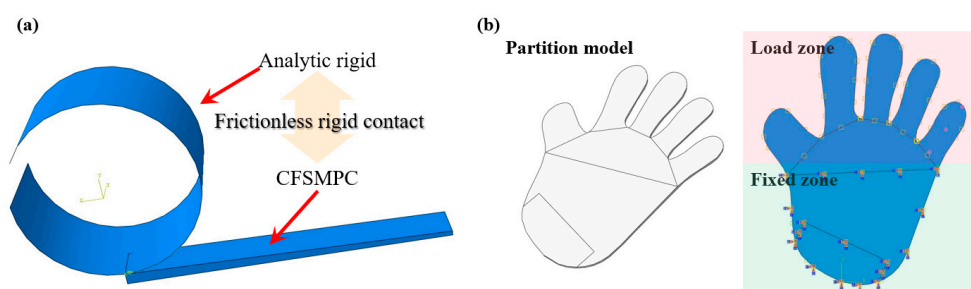 (a)
Analytic rigid
Frictionless rigid contact
CFSMPC
(b)
Partition model
Load zone
Fixed zone